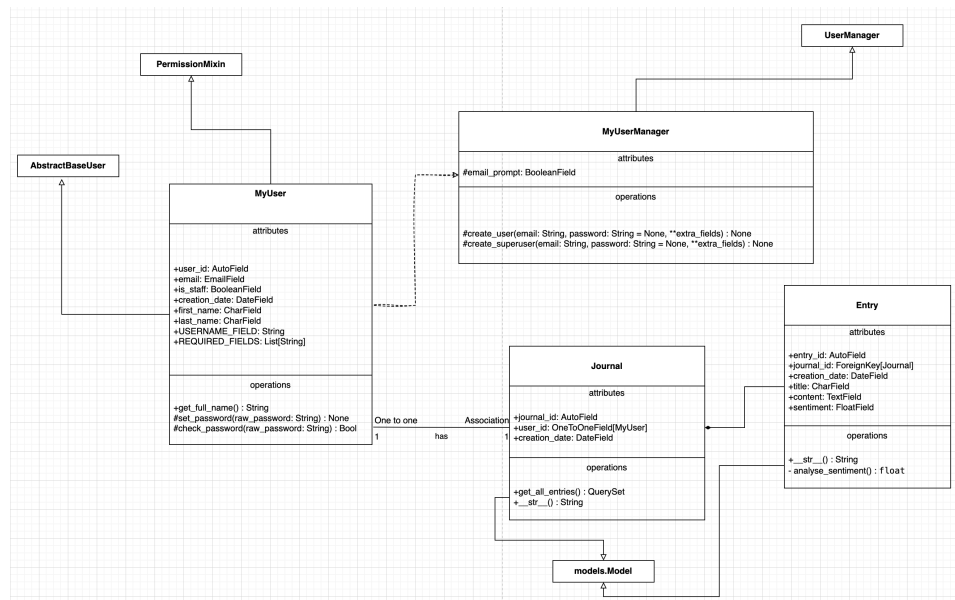 UserManager
PermissionMixin
MyUserManager
attributes
#email_prompt: BooleanField
operations
#create_user(email: String, password: String = None, **extra_fields) : None
#create_superuser(email: String, password: String = None, **extra_fields) : None
AbstractBaseUser
MyUser
attributes
+user_id: AutoField
+email: EmailField
+is_staff: BooleanField
+creation_date: DateField
+first_name: CharField
+last_name: CharField
+USERNAME_FIELD: String
+REQUIRED_FIELDS: List[String]
operations
+get_full_name() : String
#set_password(raw_password: String) : None
#check_password(raw_password: String) : Bool
One to one
Association
1
has
1
Journal
attributes
+journal_id: AutoField
+user_id: OneToOneField[MyUser]
+creation_date: DateField
operations
+get_all_entries() : QuerySet
+__str__() : String
Entry
attributes
+entry_id: AutoField
+journal_id: ForeignKey[Journal]
+creation_date: DateField
+title: CharField
+content: TextField
+sentiment: FloatField
operations
+__str__() : String
- analyse_sentiment() : float
models.Model